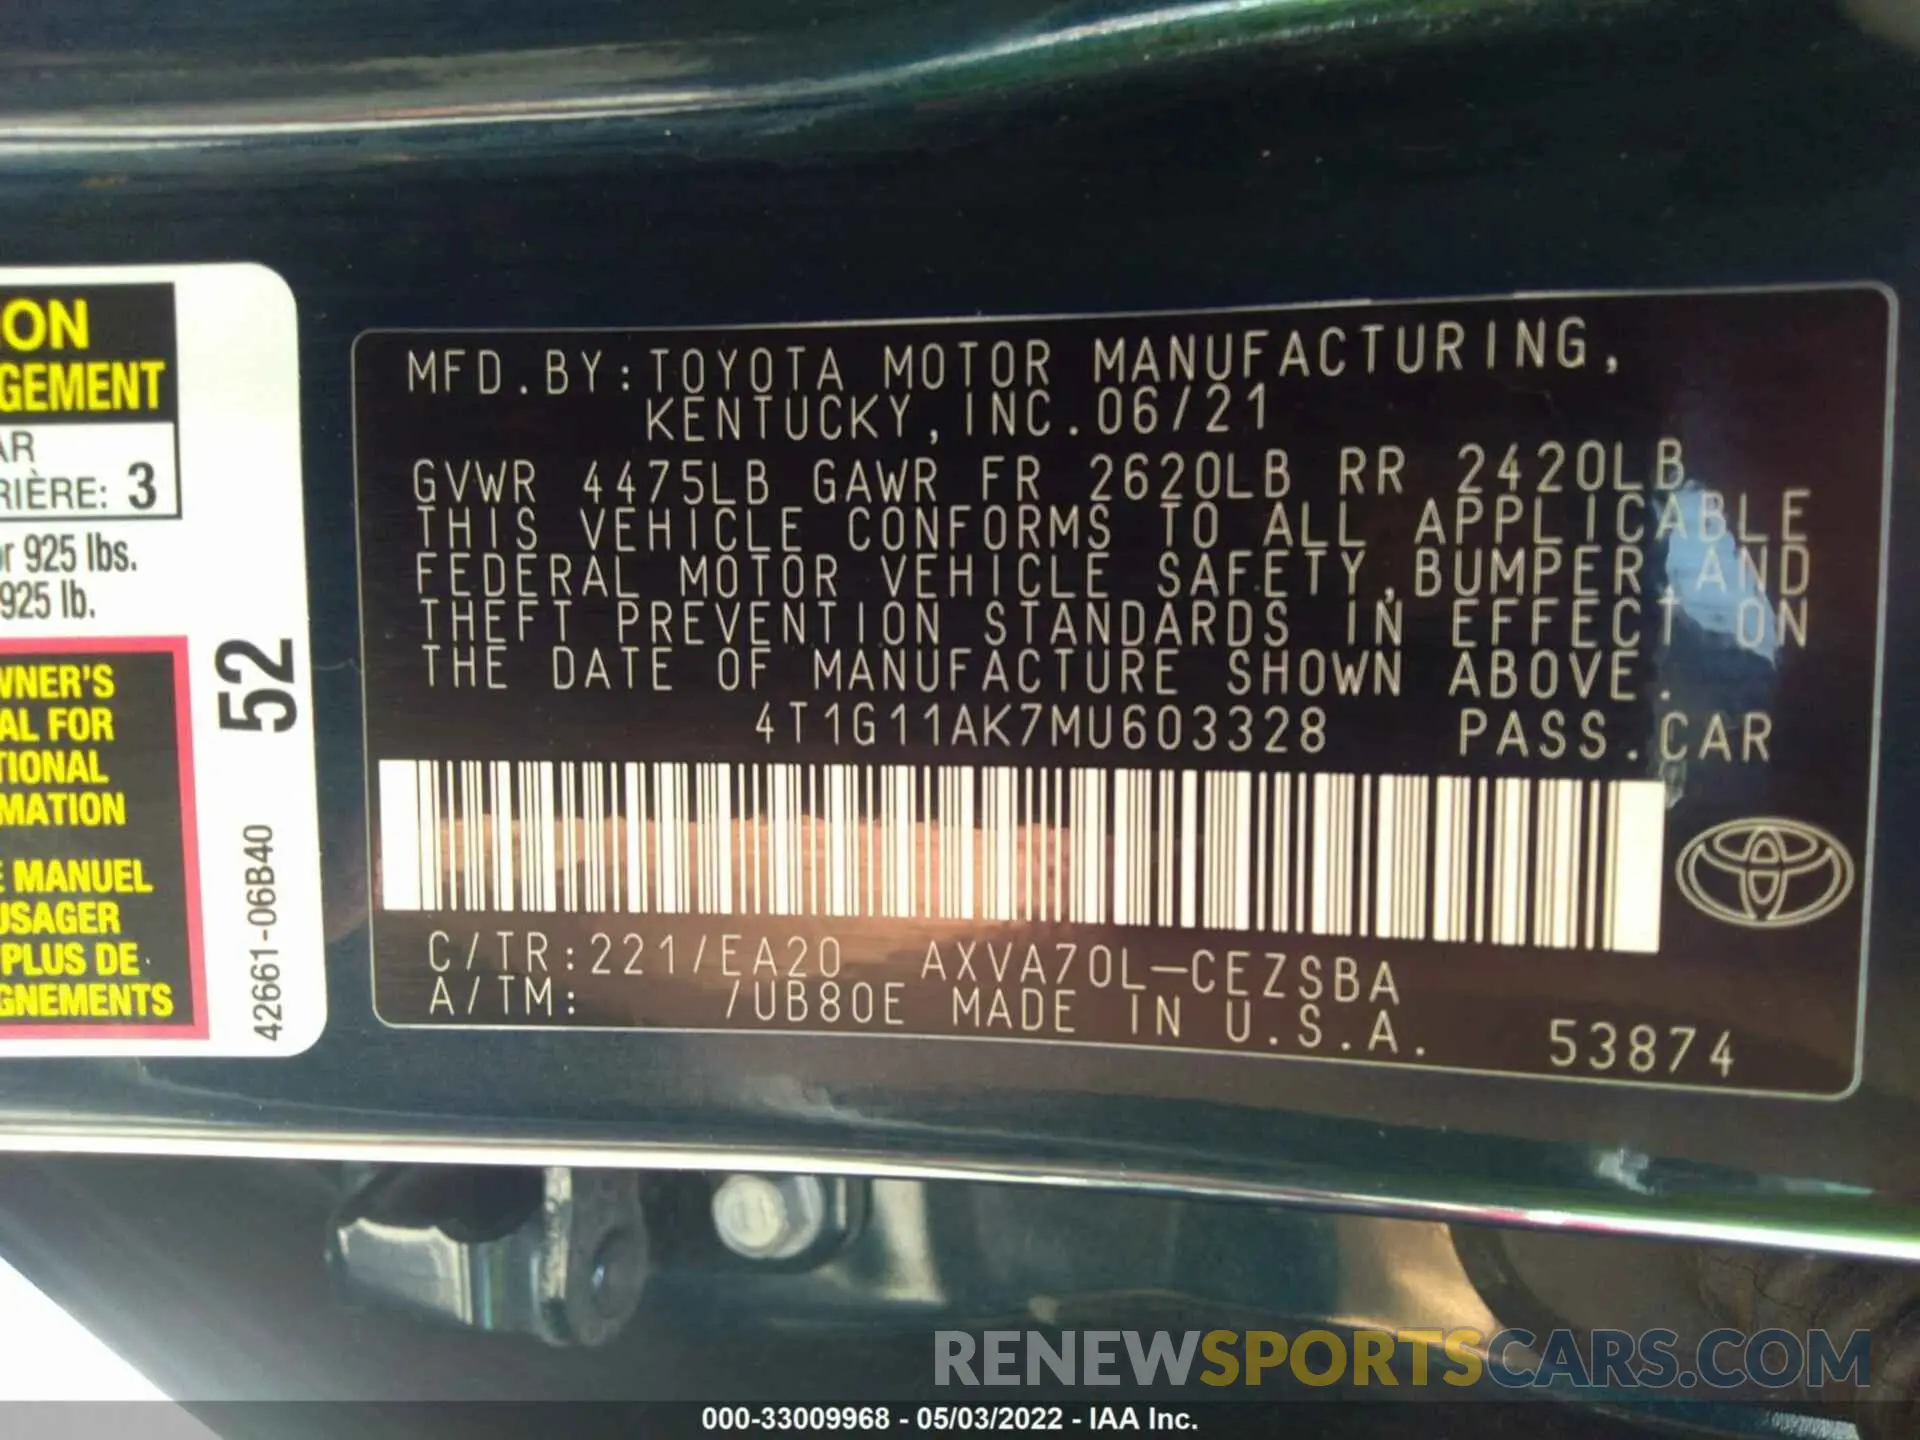 ION
GEMENT
AR
RIÈRE: 3
or 925 lbs.
925 lb.
WNER'S
AL FOR
TIONAL
MATION
E MANUEL
USAGER
PLUS DE
GNEMENTS
52
42661-06B40
MFD.BY:TOYOTA MOTOR MANUFACTURING,
KENTUCKY,INC.06/21
GVWR 4475LB GAWR FR 2620LB RR 2420LB
THIS VEHICLE CONFORMS TO ALL APPLICABLE
FEDERAL MOTOR VEHICLE SAFETY,BUMPER,AND
THEFT PREVENTION STANDARDS IN EFFECT ON
THE DATE OF MANUFACTURE SHOWN ABOVE.
4T1G11AK7MU603328 PASS.CAR
C/TR:221/EA20 AXVA70L-CEZSBA
A/TM: /UB80E MADE IN U.S.A. 53874
RENEWSPORTSCARS.COM
000-33009968 - 05/03/2022 - IAA Inc.